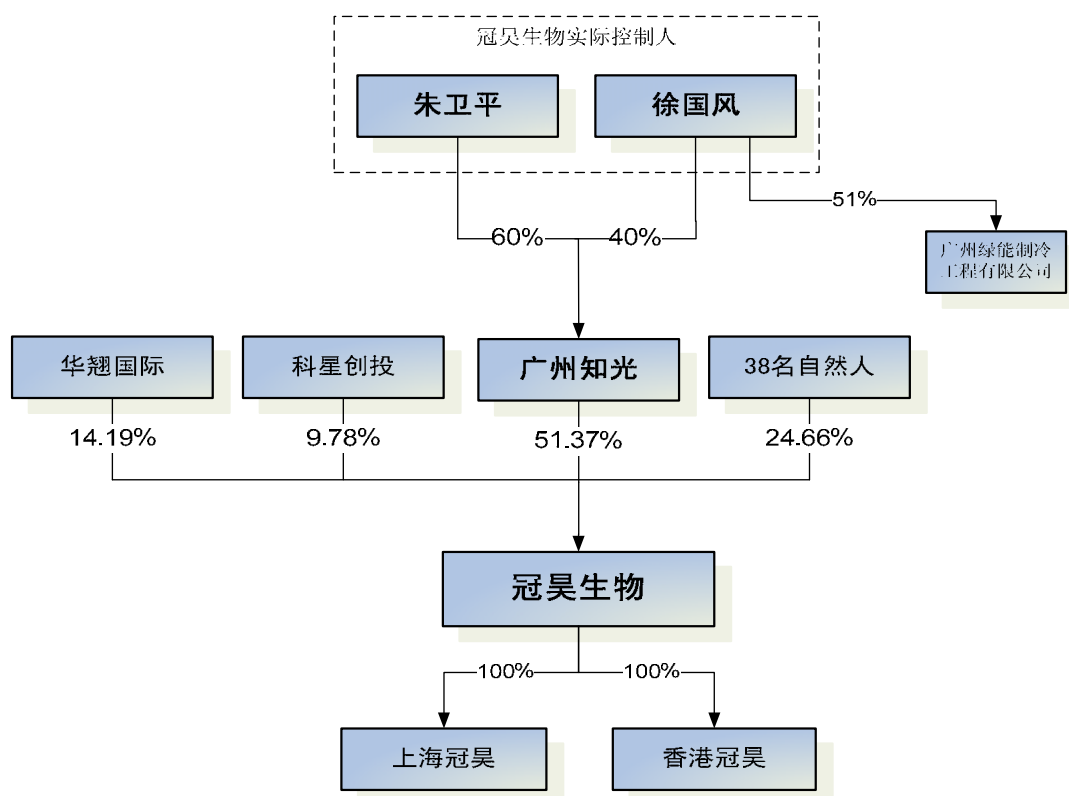 冠昊生物实际控制人
朱卫平
徐国风
51%
60%
40%
广州绿能制冷
工程有限公司
华翘国际
科星创投
广州知光
38名自然人
14.19%
9.78%
51.37%
24.66%
冠昊生物
100%
100%
上海冠昊
香港冠昊